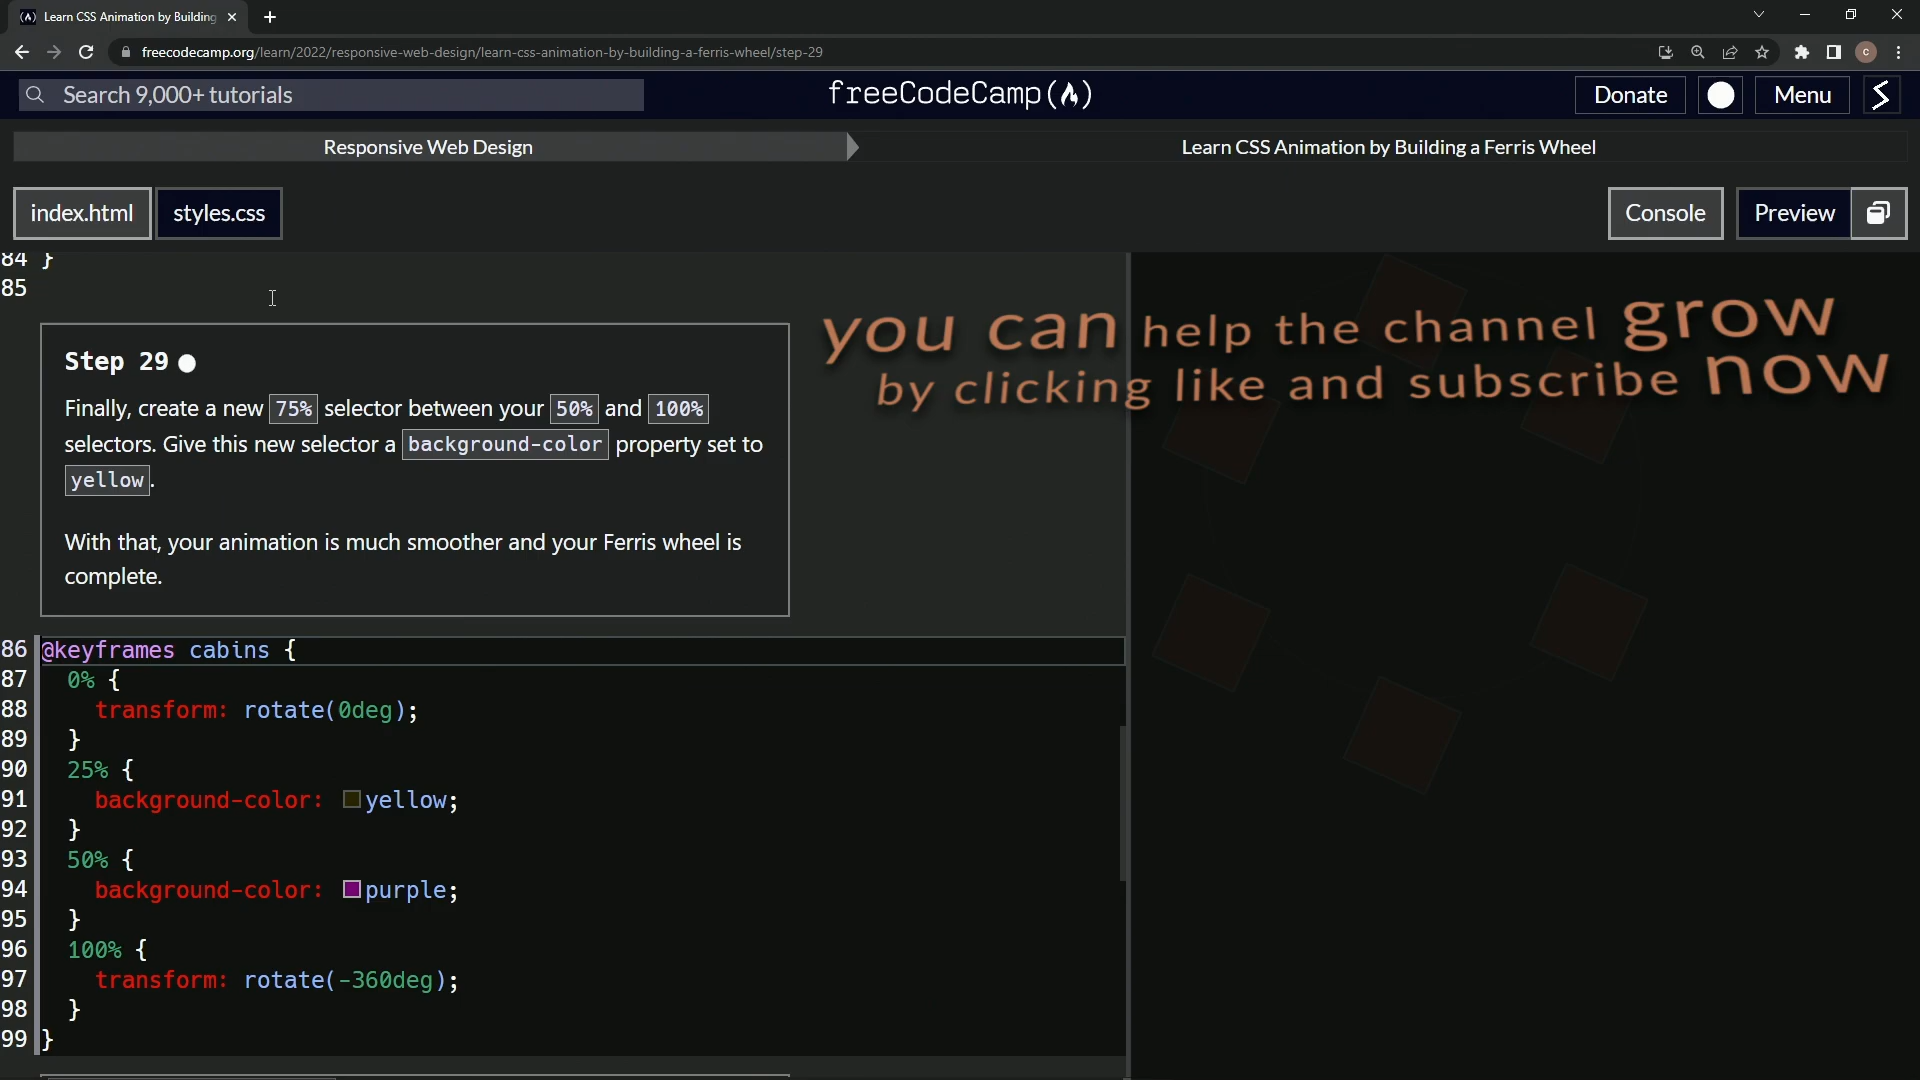 Learn CSS Animation by Building
freecodecamp.org/learn/2022/responsive-web-design/learn-css-animation-by-building-a-ferris-wheel/step-29
c
Search 9,000+ tutorials
freeCodeCamp
Donate
Menu
Responsive Web Design
Learn CSS Animation by Building a Ferris Wheel
index.html
styles.css
Console
Preview
84 }
85
you can help the channel grow
by clicking like and subscribe now
Step 29
Finally, create a new 75% selector between your 50% and 100%
selectors. Give this new selector a background-color property set to
yellow.
With that, your animation is much smoother and your Ferris wheel is
complete.
86 @keyframes cabins {
87 0% {
88 transform: rotate(0deg);
89 }
90 25% {
91 background-color: yellow;
92 }
93 50% {
94 background-color: purple;
95 }
96 100% {
97 transform: rotate(-360deg);
98 }
99 }